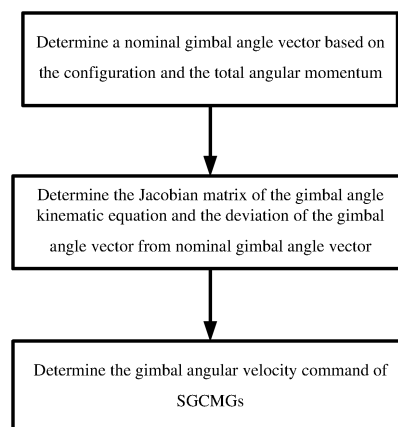 Determine a nominal gimbal angle vector based on
the configuration and the total angular momentum
Determine the Jacobian matrix of the gimbal angle
kinematic equation and the deviation of the gimbal
angle vector from nominal gimbal angle vector
Determine the gimbal angular velocity command of
SGCMGs